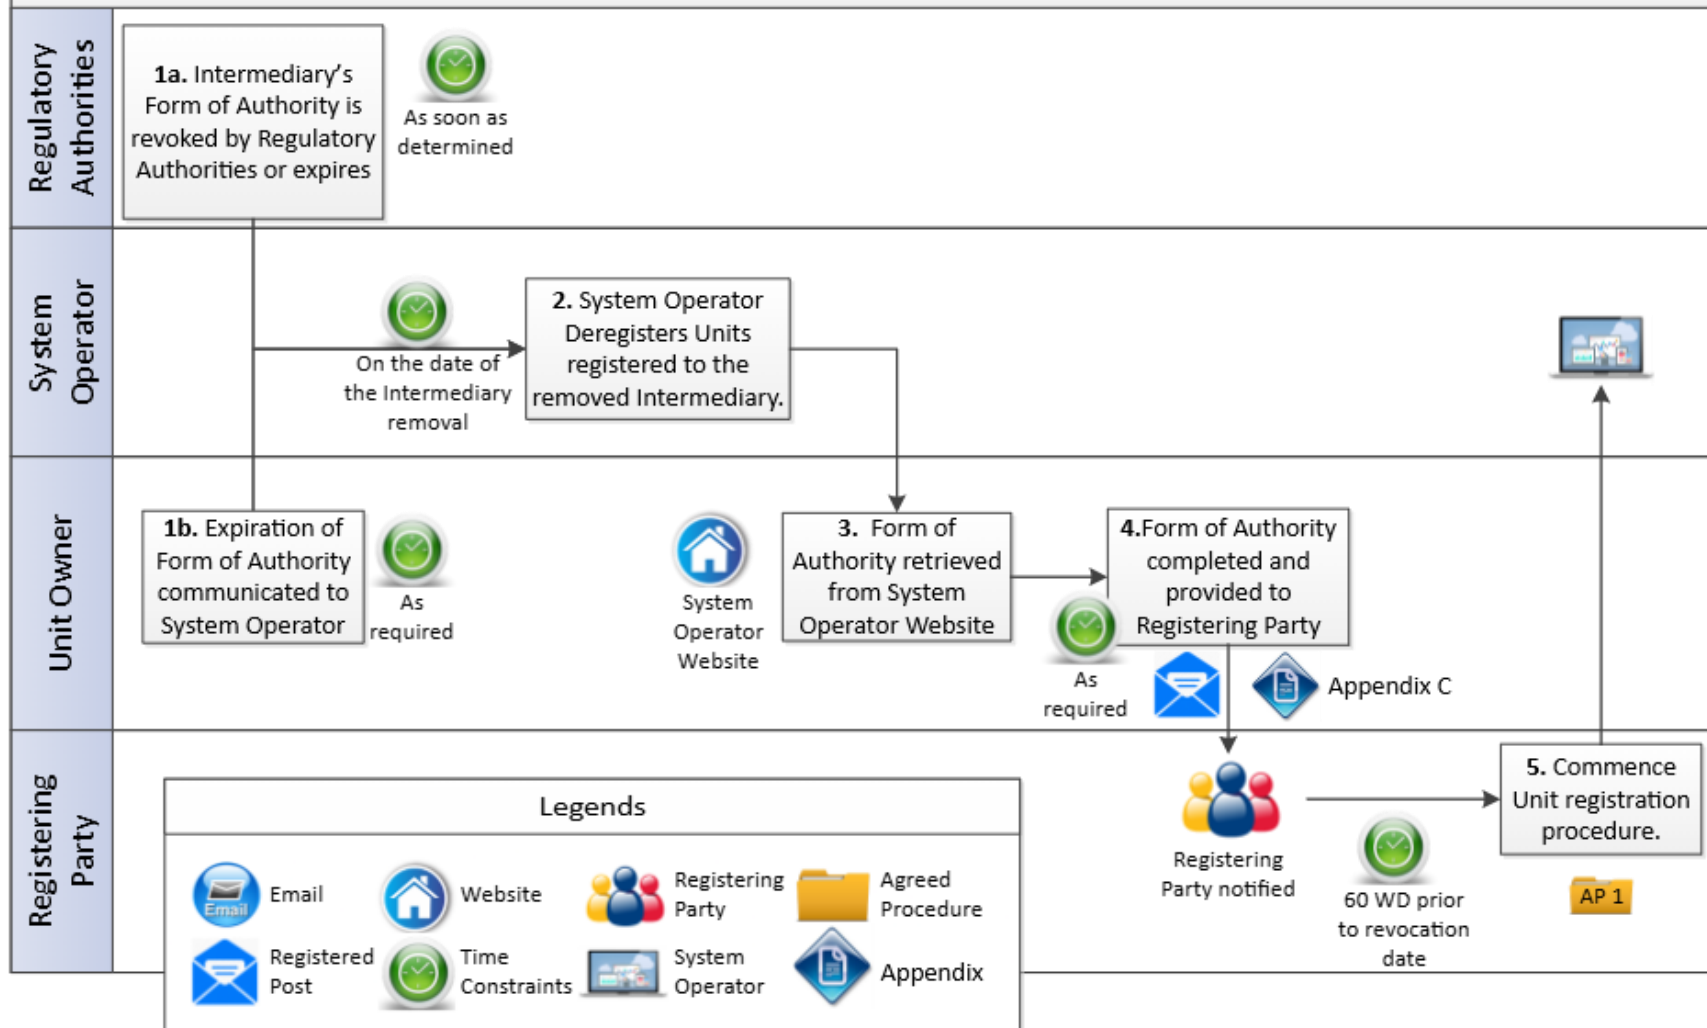 Regulatory
Authorities
1a. Intermediary's
Form of Authority is
revoked by Regulatory
Authorities or expires
As soon as
determined
System
Operator
On the date of
the Intermediary
removal
2. System Operator
Deregisters Units
registered to the
removed Intermediary.
Unit Owner
1b. Expiration of
Form of Authority
communicated to
System Operator
As
required
System
Operator
Website
3. Form of
Authority retrieved
from System
Operator Website
4.Form of Authority
completed and
provided to
Registering Party
As
required
Appendix C
Registering
Party
Registering
Party notified
60 WD prior
to revocation
date
5. Commence
Unit registration
procedure.
AP 1
Legends
Email
Email
Website
Registering
Party
Agreed
Procedure
Registered
Post
Time
Constraints
System
Operator
Appendix